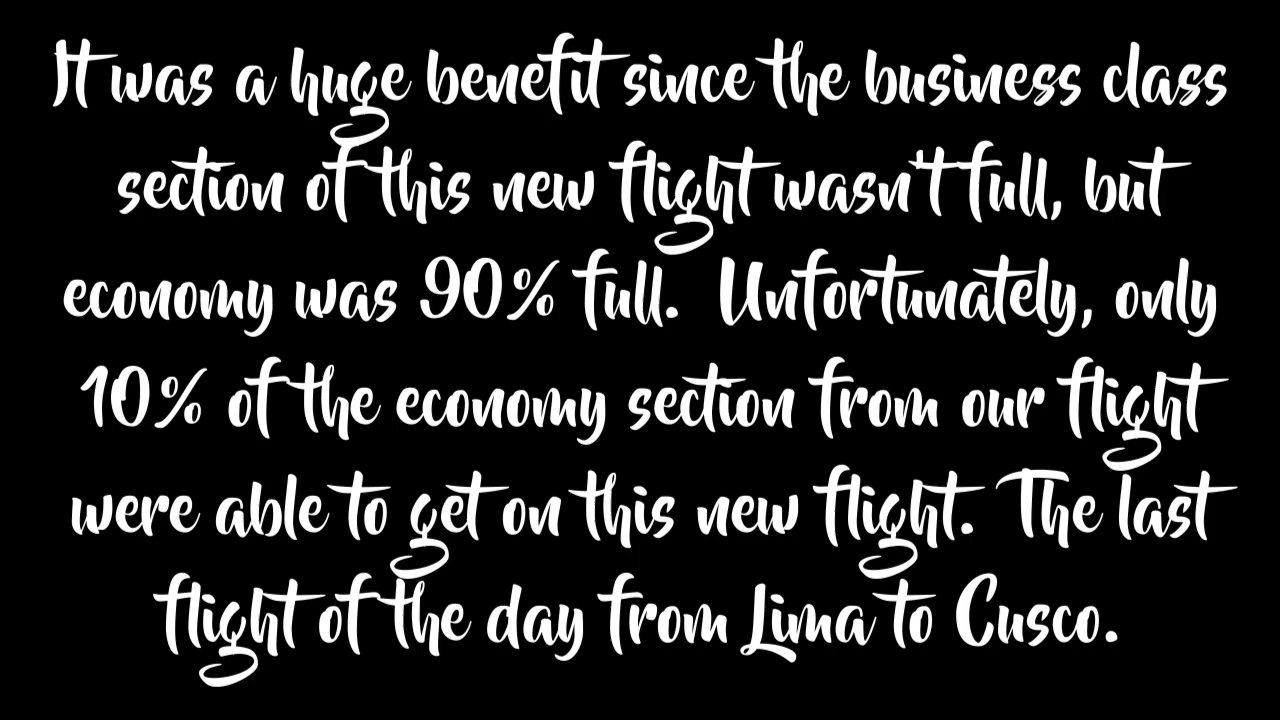 It was a huge benefit since the business class
section of this new flight wasn't full, but
economy was 90% full.  Unfortunately, only
10% of the economy section from our flight
were able to get on this new flight.  The last
flight of the day from Lima to Cusco.